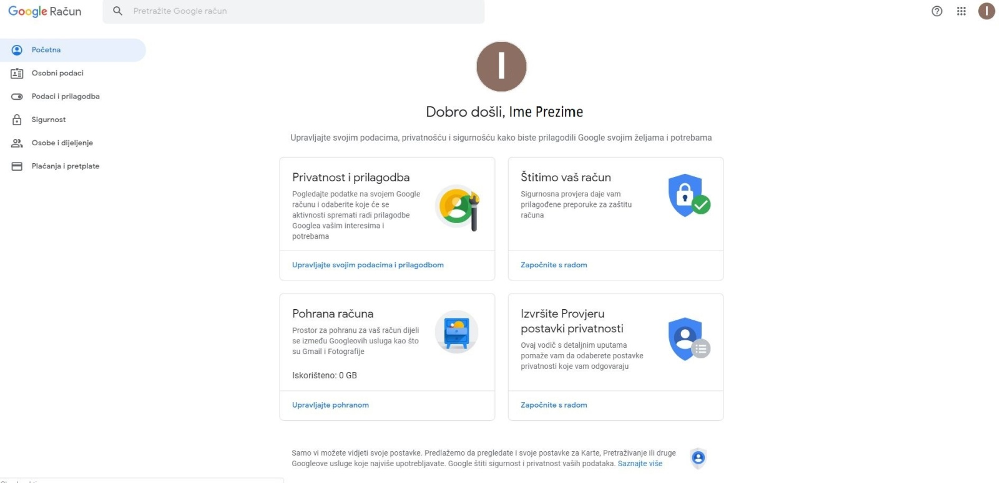 Google Račun
Pretražite Google račun
I
Početna
Osobni podaci
Podaci i prilagodba
Sigurnost
Osobe i dijeljenje
Plaćanja i pretplate
I
Dobro došli, Ime Prezime
Upravljajte svojim podacima, privatnošću i sigurnošću kako biste prilagodili Google svojim željama i potrebama
Privatnost i prilagodba
Pogledajte podatke na svojem Google
računu i odaberite koje će se
aktivnosti spremati radi prilagodbe
Googlea vašim interesima i
potrebama
Upravljajte svojim podacima i prilagodbom
Štitimo vaš račun
Sigurnosna provjera daje vam
prilagođene preporuke za zaštitu
računa
Započnite s radom
Pohrana računa
Prostor za pohranu za vaš račun dijeli
se između Googleovih usluga kao što
su Gmail i Fotografije
Iskorišteno: 0 GB
Upravljajte pohranom
Izvršite Provjeru
postavki privatnosti
Ovaj vodič s detaljnim uputama
pomaže vam da odaberete postavke
privatnosti koje vam odgovaraju
Započnite s radom
Samo vi možete vidjeti svoje postavke. Predlažemo da pregledate i svoje postavke za Karte, Pretraživanje ili druge
Googleove usluge koje najviše upotrebljavate. Google štiti sigurnost i privatnost vaših podataka. Saznajte više